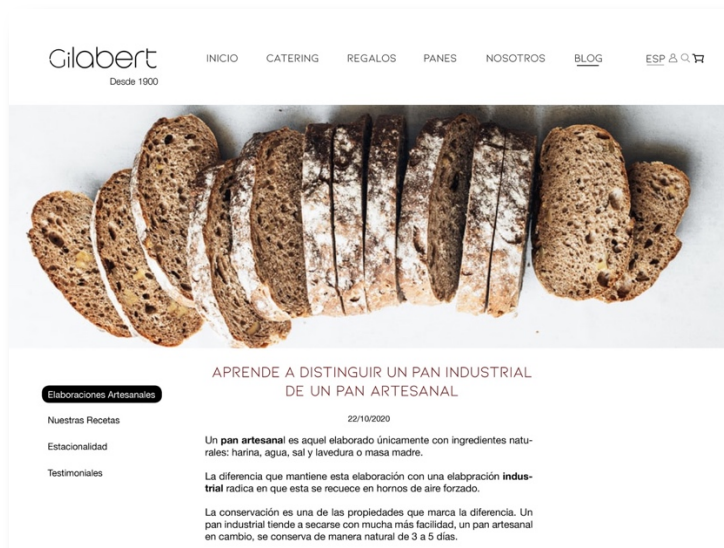 Gilabert
Desde 1900
INICIO CATERING REGALOS PANES NOSOTROS BLOG ESP
APRENDE A DISTINGUIR UN PAN INDUSTRIAL
DE UN PAN ARTESANAL
22/10/2020
Elaboraciones Artesanales
Nuestras Recetas
Estacionalidad
Testimoniales
Un pan artesanal es aquel elaborado únicamente con ingredientes natu-
rales: harina, agua, sal y lavedura o masa madre.
La diferencia que mantiene esta elaboración con una elabpración indus-
trial radica en que esta se recuece en hornos de aire forzado.
La conservación es una de las propiedades que marca la diferencia. Un
pan industrial tiende a secarse con mucha más facilidad, un pan artesanal
en cambio, se conserva de manera natural de 3 a 5 días.